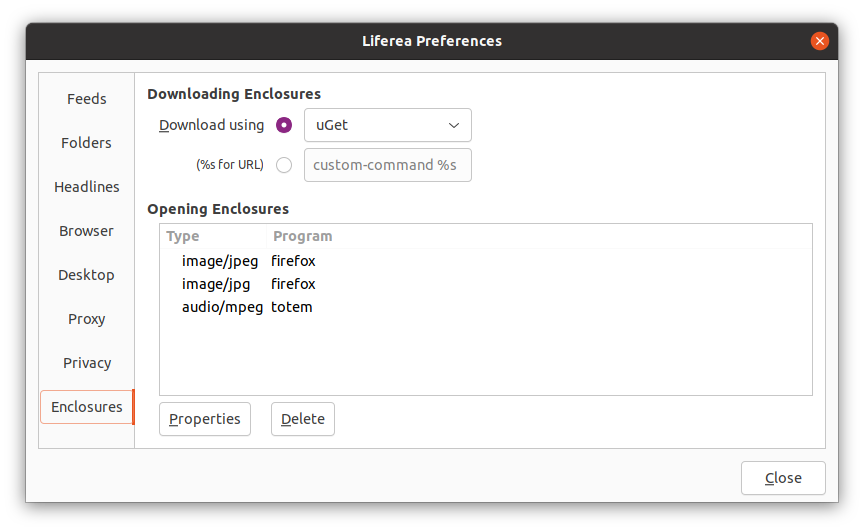 Liferea Preferences
Feeds
Folders
Headlines
Browser
Desktop
Proxy
Privacy
Enclosures
Downloading Enclosures
Download using uGet
(%s for URL) custom-command %s
Opening Enclosures
Type Program
image/jpeg firefox
image/jpg firefox
audio/mpeg totem
Properties Delete
Close